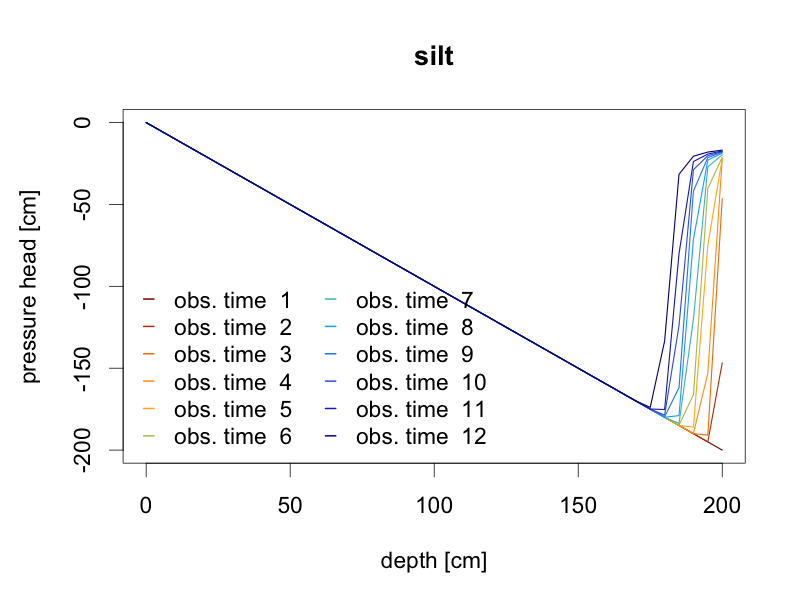 silt
pressure head [cm]
0
-50
-100
-150
-200
obs. time 1
obs. time 2
obs. time 3
obs. time 4
obs. time 5
obs. time 6
obs. time 7
obs. time 8
obs. time 9
obs. time 10
obs. time 11
obs. time 12
0 50 100 150 200
depth [cm]